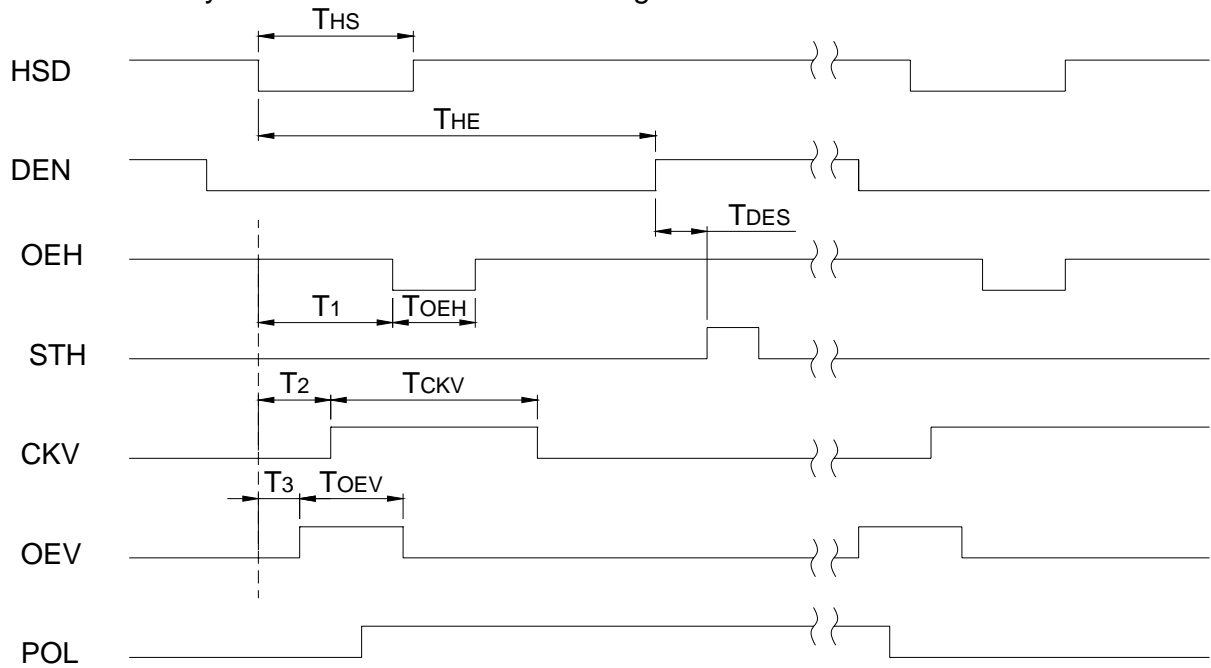 THS
HSD
THE
DEN
TDES
OEH
T1 TOEH
STH
T2 TCKV
CKV
T3 TOEV
OEV
POL